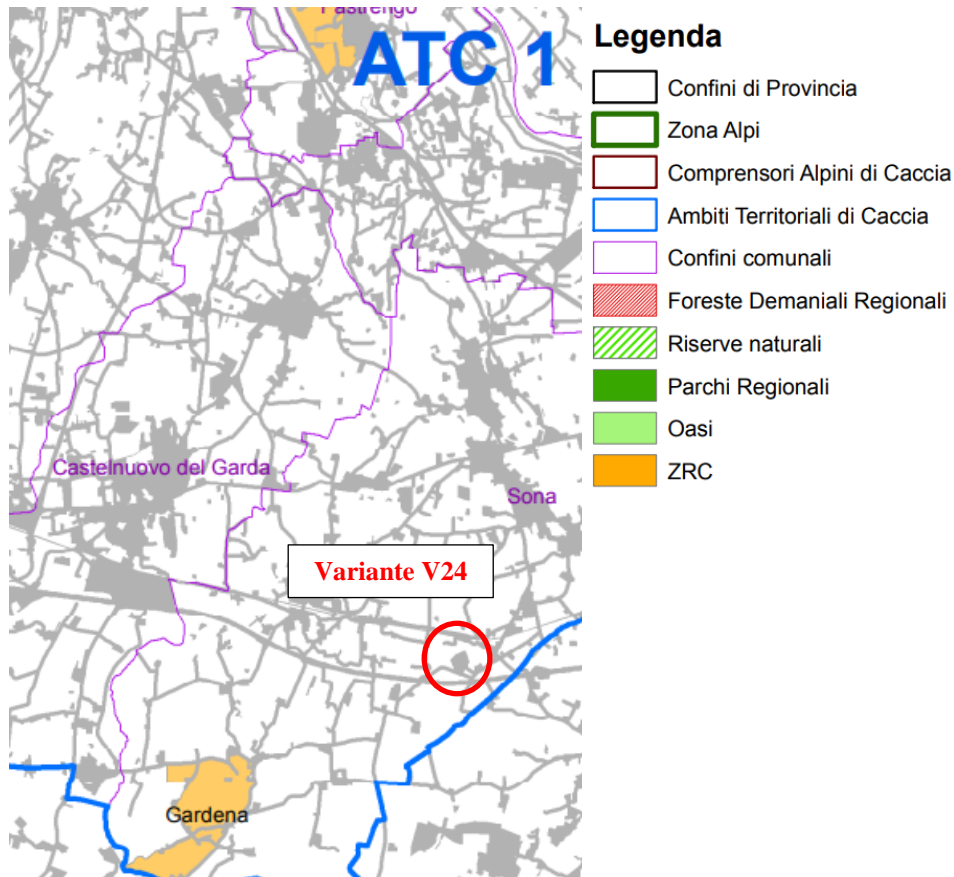 Pastrengo
ATC 1
Castelnuovo del Garda
Sona
Variante V24
Gardena
Legenda
Confini di Provincia
Zona Alpi
Comprensori Alpini di Caccia
Ambiti Territoriali di Caccia
Confini comunali
Foreste Demaniali Regionali
Riserve naturali
Parchi Regionali
Oasi
ZRC